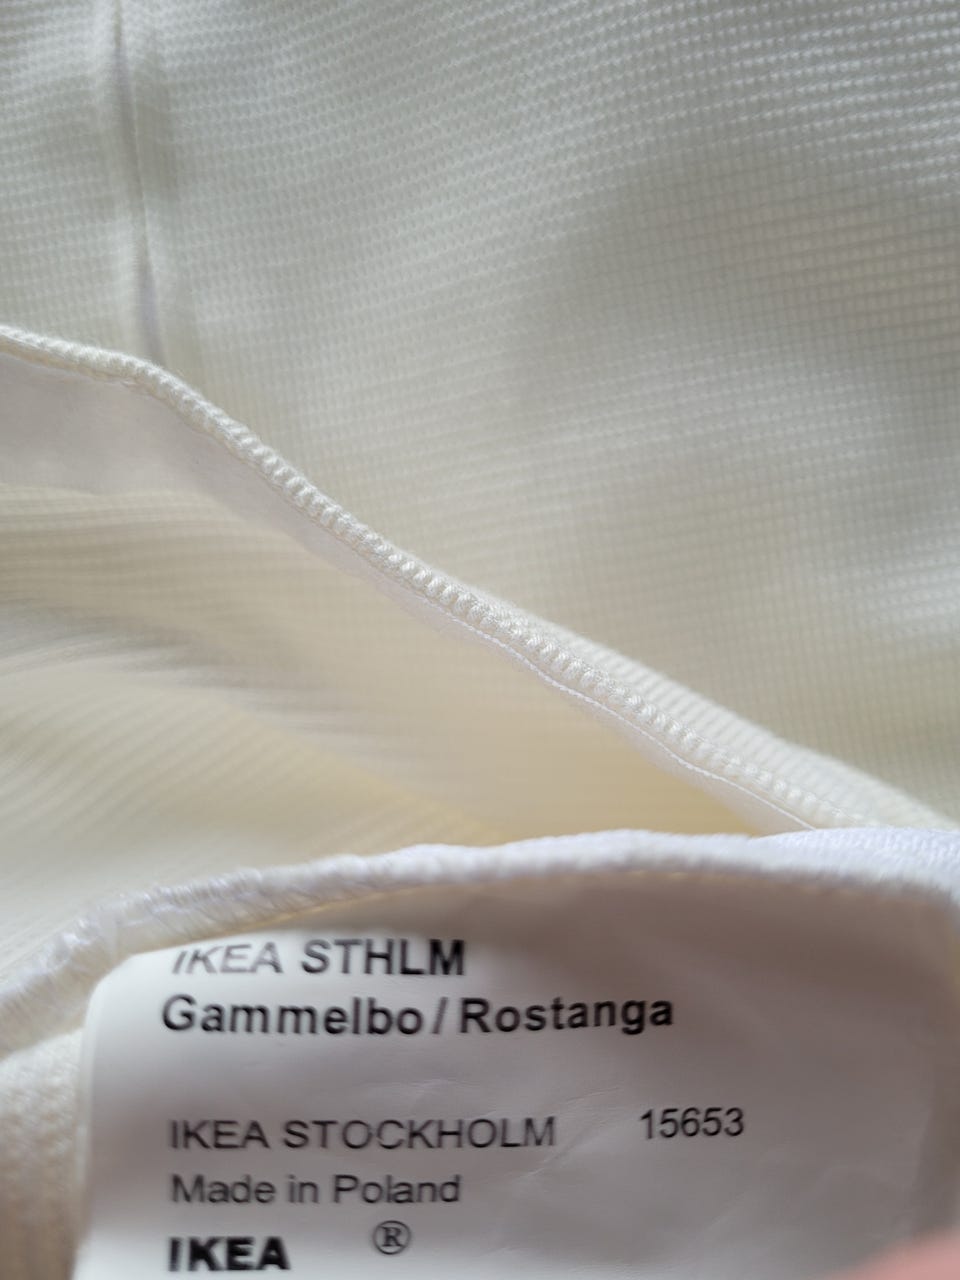 IKEA STHLM
Gammelbo/Rostanga
IKEA STOCKHOLM 15653
Made in Poland
IKEA ®